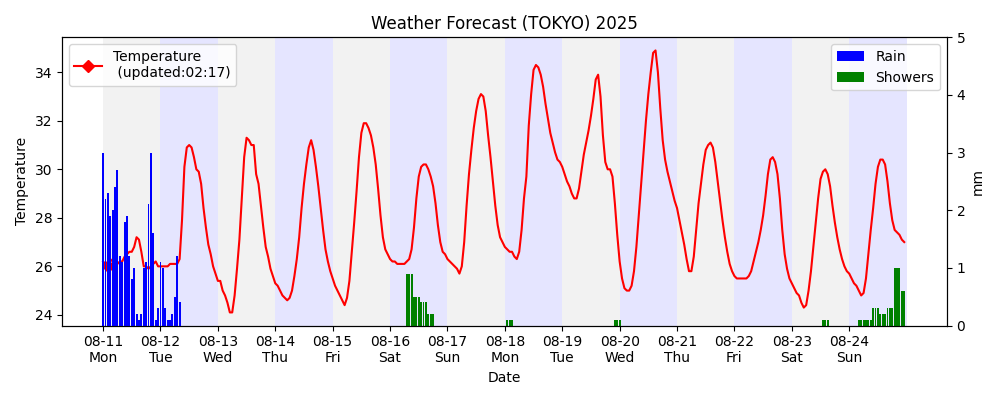 Weather Forecast (TOKYO) 2025
Temperature
(updated:02:17)
Rain
Showers
Temperature
34
32
30
28
26
24
5
4
3
2
1
0
mm
08-11 08-12 08-13 08-14 08-15 08-16 08-17 08-18 08-19 08-20 08-21 08-22 08-23 08-24
Mon Tue Wed Thu Fri Sat Sun Mon Tue Wed Thu Fri Sat Sun
Date